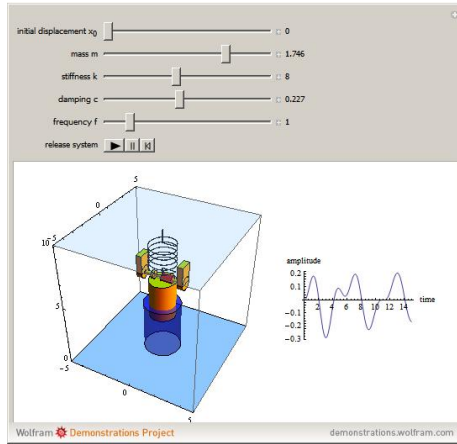 initial displacement x0 0
mass m 1.746
stiffness k 8
damping c 0.227
frequency f 1
release system
5
0
-5
10
5
0
-5
0
5
amplitude
0.2
0.1
-0.1
-0.2
-0.3
2 4 6 8 10 12 14
time
Wolfram Demonstrations Project demonstrations.wolfram.com